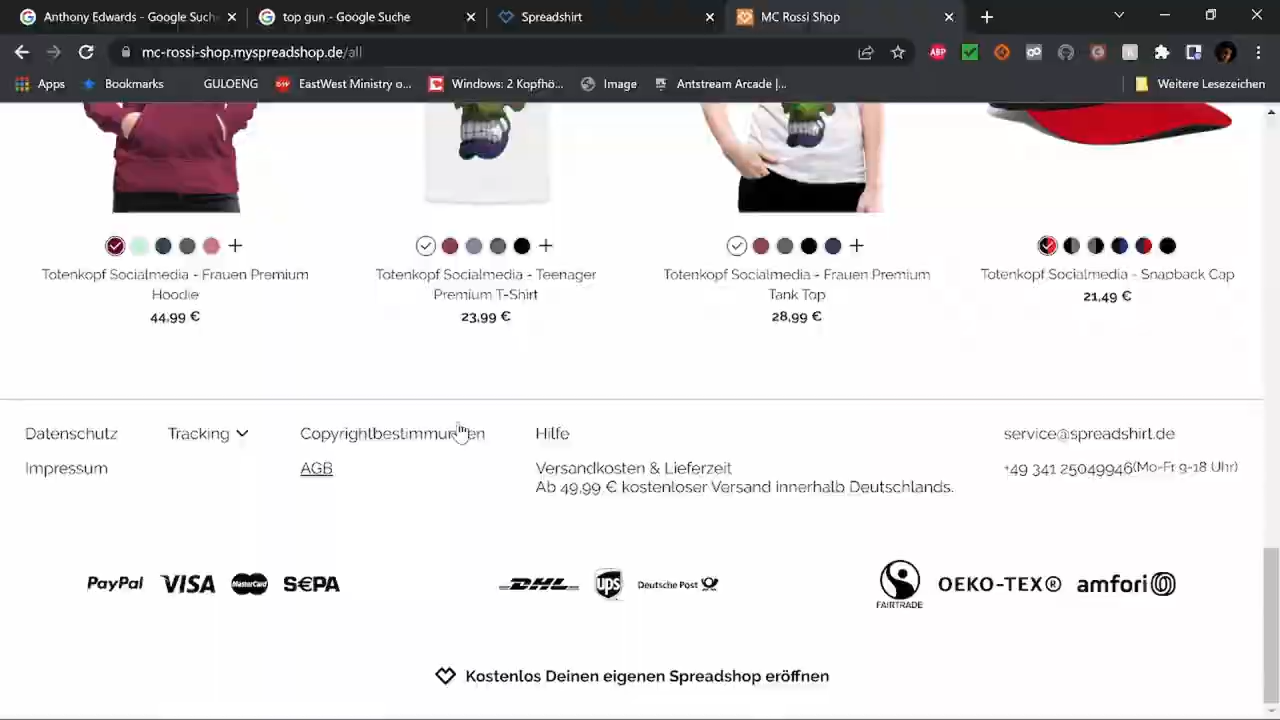 Anthony Edwards - Google Such
top gun - Google Suche
Spreadshirt
MC Rossi Shop
mc-rossi-shop.myspreadshop.de/all
ABP
Apps
Bookmarks
GULOENG
EastWest Ministry o...
Windows: 2 Kopfhö...
Image
Antstream Arcade |...
Weitere Lesezeichen
Totenkopf Socialmedia - Frauen Premium
Hoodie
44,99 €
Totenkopf Socialmedia - Teenager
Premium T-Shirt
23,99 €
Totenkopf Socialmedia - Frauen Premium
Tank Top
28,99 €
Totenkopf Socialmedia - Snapback Cap
21,49 €
Datenschutz
Tracking
Copyrightbestimmungen
Hilfe
service@spreadshirt.de
Impressum
AGB
Versandkosten & Lieferzeit
Ab 49,99 € kostenloser Versand innerhalb Deutschlands.
+49 341 25049946(Mo-Fr 9-18 Uhr)
PayPal
VISA
MasterCard
S€PA
DHL
ups
Deutsche Post
FAIRTRADE
OEKO-TEX®
amfori
Kostenlos Deinen eigenen Spreadshop eröffnen